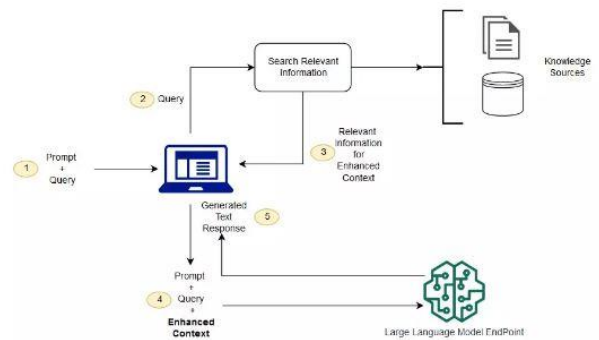 Search Relevant
Information
Knowledge
Sources
2
Query
3
Relevant
Information
for
Enhanced
Context
1
Prompt
+
Query
Generated
Text
Response
5
4
Prompt
+
Query
+
Enhanced
Context
Large Language Model EndPoint